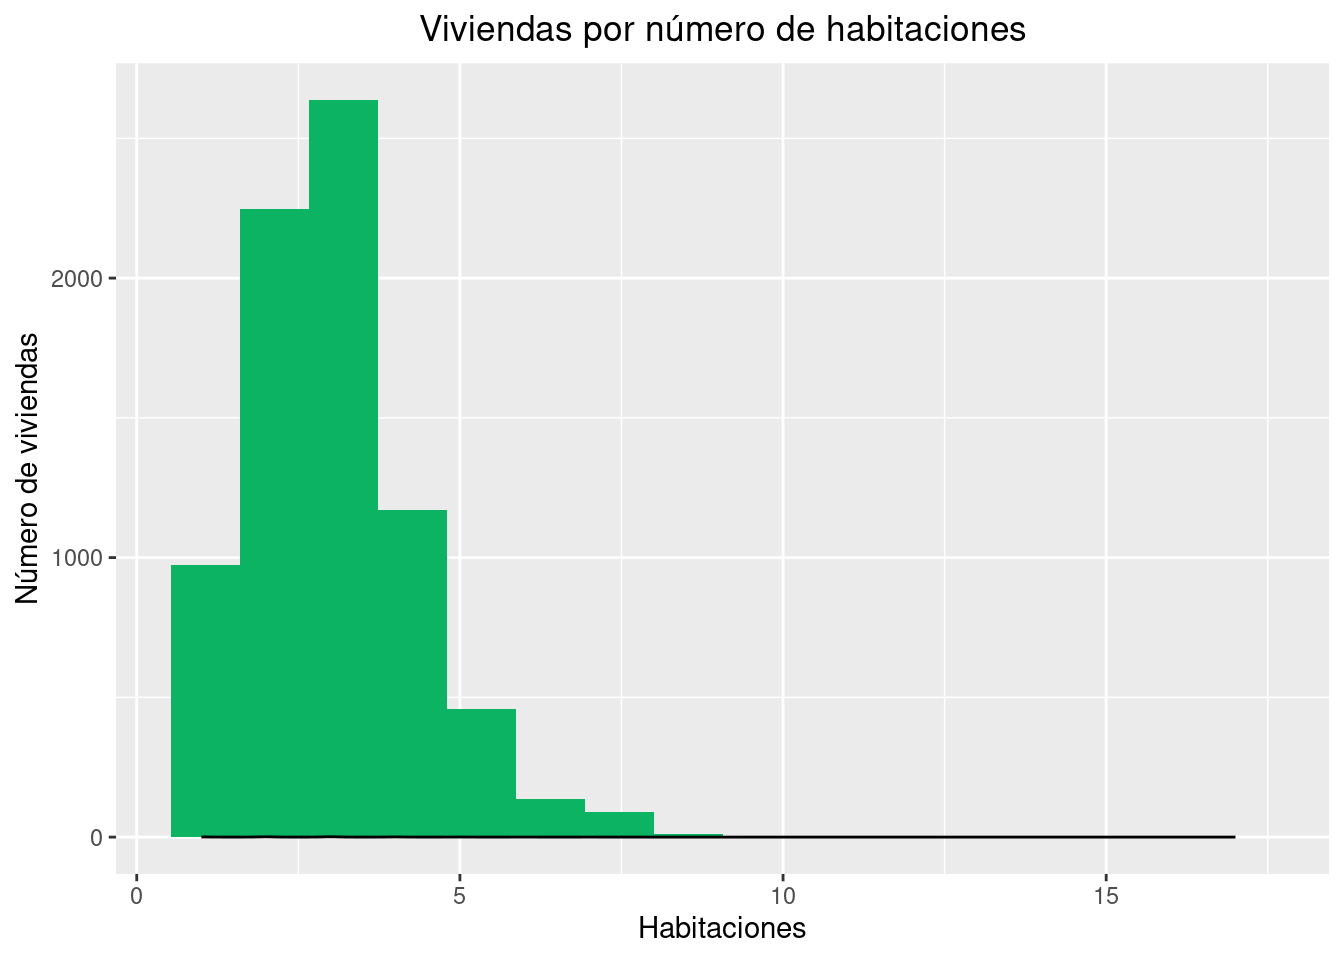 Viviendas por número de habitaciones
Número de viviendas
2000
1000
0
0 5 10 15
Habitaciones